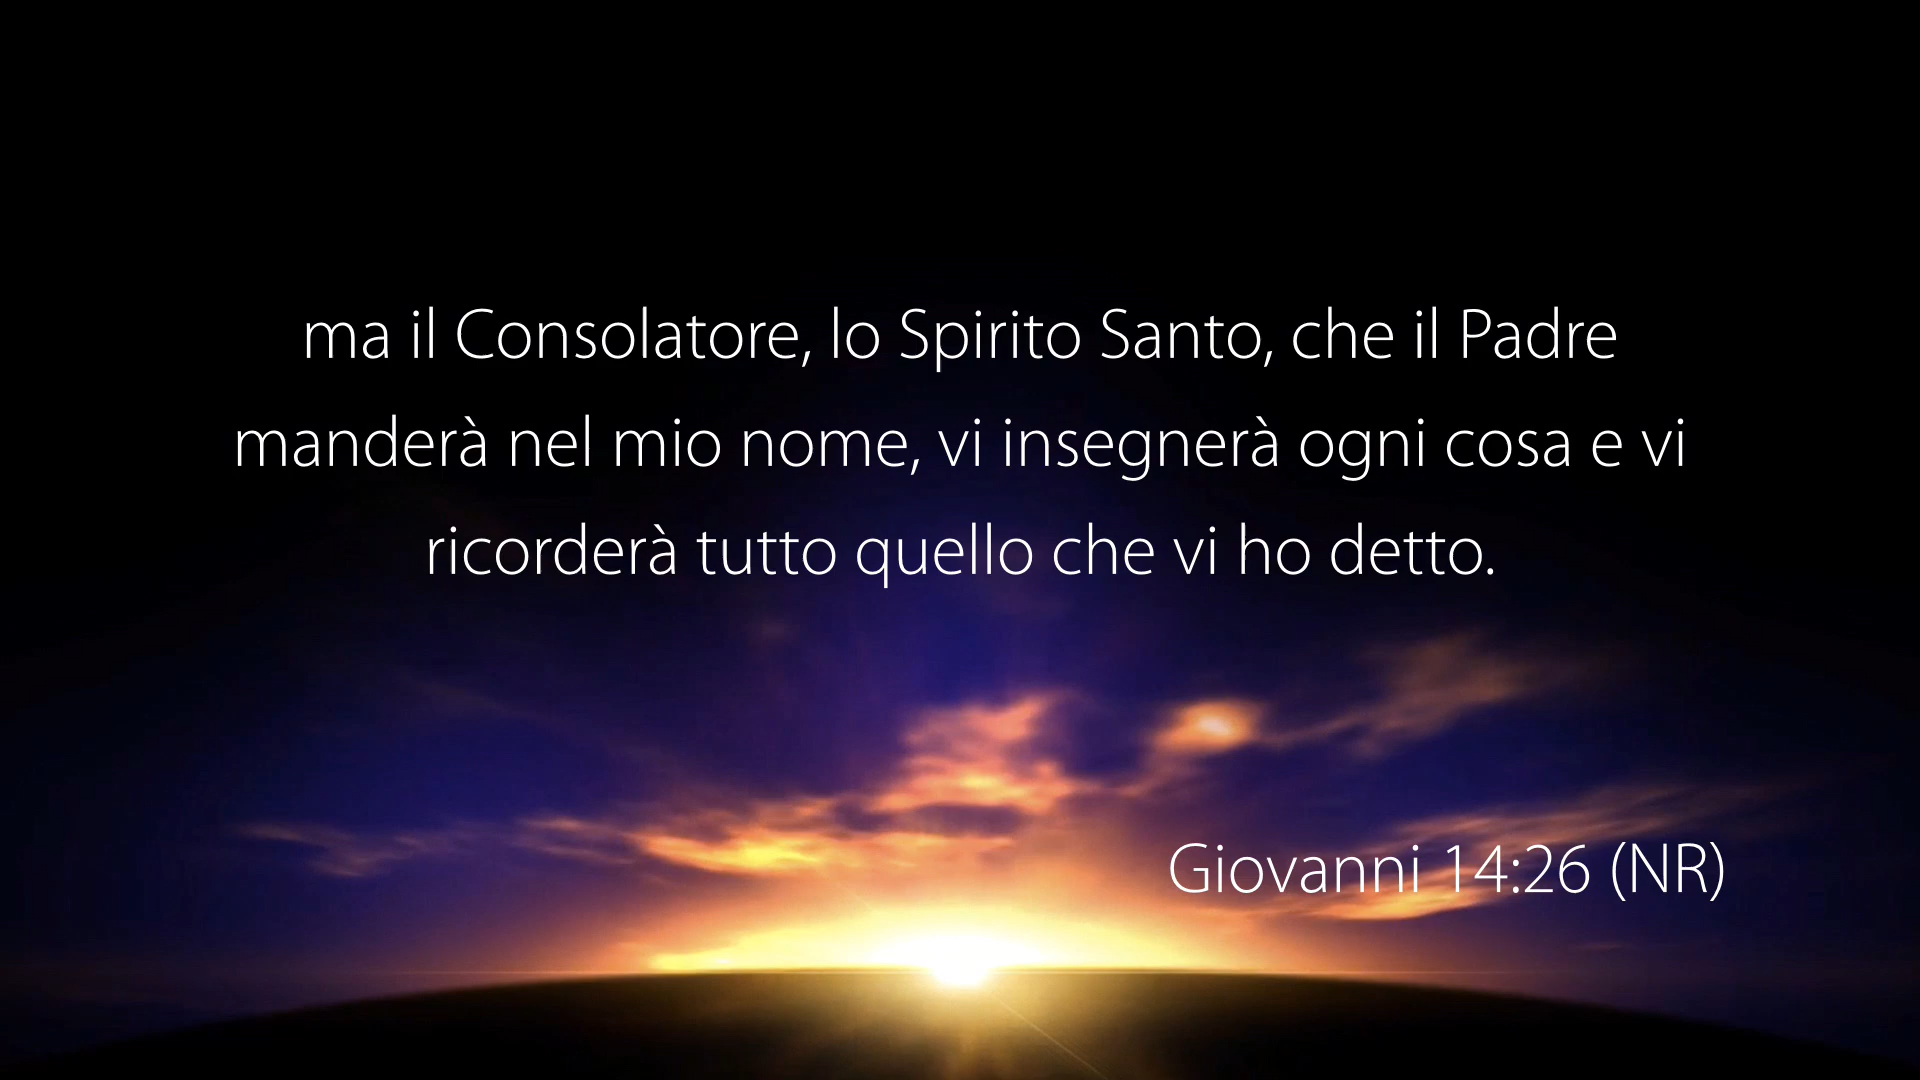 ma il Consolatore, lo Spirito Santo, che il Padre
manderà nel mio nome, vi insegnerà ogni cosa e vi
ricorderà tutto quello che vi ho detto.
Giovanni 14:26 (NR)